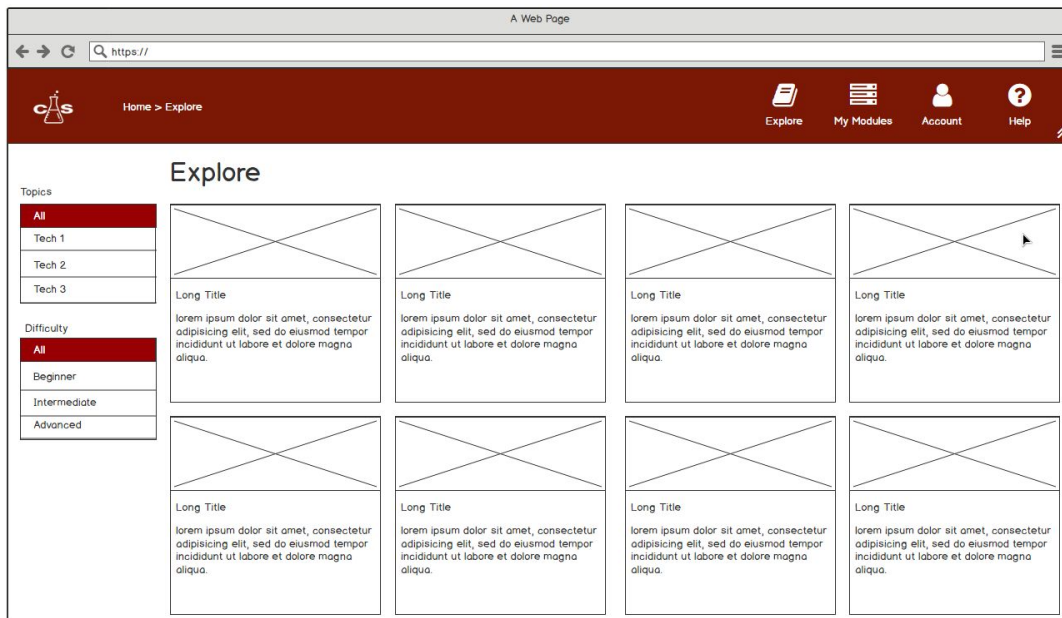 A Web Page
https://
CAS
Home > Explore
Explore
My Modules
Account
Help
Explore
Topics
All
Tech 1
Tech 2
Tech 3
Difficulty
All
Beginner
Intermediate
Advanced
Long Title
lorem ipsum dolor sit amet, consectetur
adipisicing elit, sed do eiusmod tempor
incididunt ut labore et dolore magna
aliqua.
Long Title
lorem ipsum dolor sit amet, consectetur
adipisicing elit, sed do eiusmod tempor
incididunt ut labore et dolore magna
aliqua.
Long Title
lorem ipsum dolor sit amet, consectetur
adipisicing elit, sed do eiusmod tempor
incididunt ut labore et dolore magna
aliqua.
Long Title
lorem ipsum dolor sit amet, consectetur
adipisicing elit, sed do eiusmod tempor
incididunt ut labore et dolore magna
aliqua.
Long Title
lorem ipsum dolor sit amet, consectetur
adipisicing elit, sed do eiusmod tempor
incididunt ut labore et dolore magna
aliqua.
Long Title
lorem ipsum dolor sit amet, consectetur
adipisicing elit, sed do eiusmod tempor
incididunt ut labore et dolore magna
aliqua.
Long Title
lorem ipsum dolor sit amet, consectetur
adipisicing elit, sed do eiusmod tempor
incididunt ut labore et dolore magna
aliqua.
Long Title
lorem ipsum dolor sit amet, consectetur
adipisicing elit, sed do eiusmod tempor
incididunt ut labore et dolore magna
aliqua.